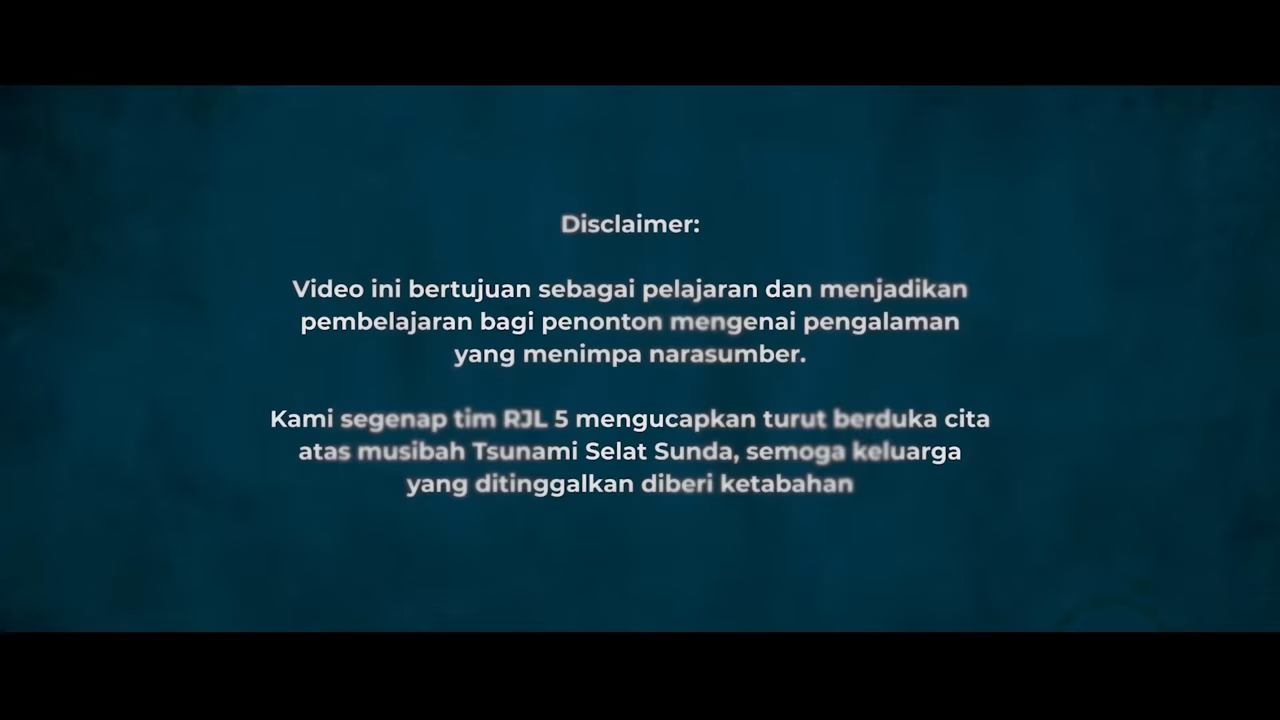 Disclaimer:
Video ini bertujuan sebagai pelajaran dan menjadikan
pembelajaran bagi penonton mengenai pengalaman
yang menimpa narasumber.
Kami segenap tim RJL 5 mengucapkan turut berduka cita
atas musibah Tsunami Selat Sunda, semoga keluarga
yang ditinggalkan diberi ketabahan